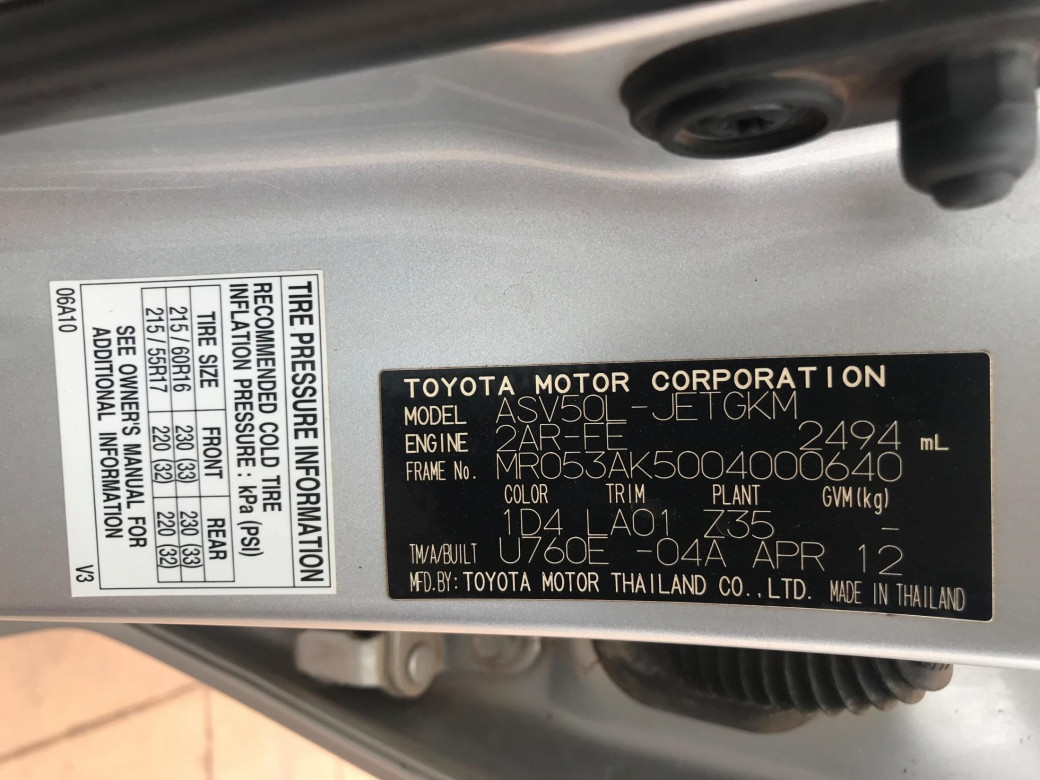 TOYOTA MOTOR CORPORATION
MODEL ASV50L-JETGKM
ENGINE 2AR-FE 2494 mL
FRAME No. MR053AK5004000640
COLOR TRIM PLANT GVM(kg)
1D4 LA01 Z35 -
TM/A/BUILT U760E -04A APR 12
MFD.BY: TOYOTA MOTOR THAILAND CO.,LTD. MADE IN THAILAND
TIRE PRESSURE INFORMATION
RECOMMENDED COLD TIRE
INFLATION PRESSURE : kPa (PSI)
TIRE SIZE FRONT REAR
215 / 60R16 230 (33) 230 (33)
215 / 55R17 220 (32) 220 (32)
SEE OWNER'S MANUAL FOR
ADDITIONAL INFORMATION
06A10 V3